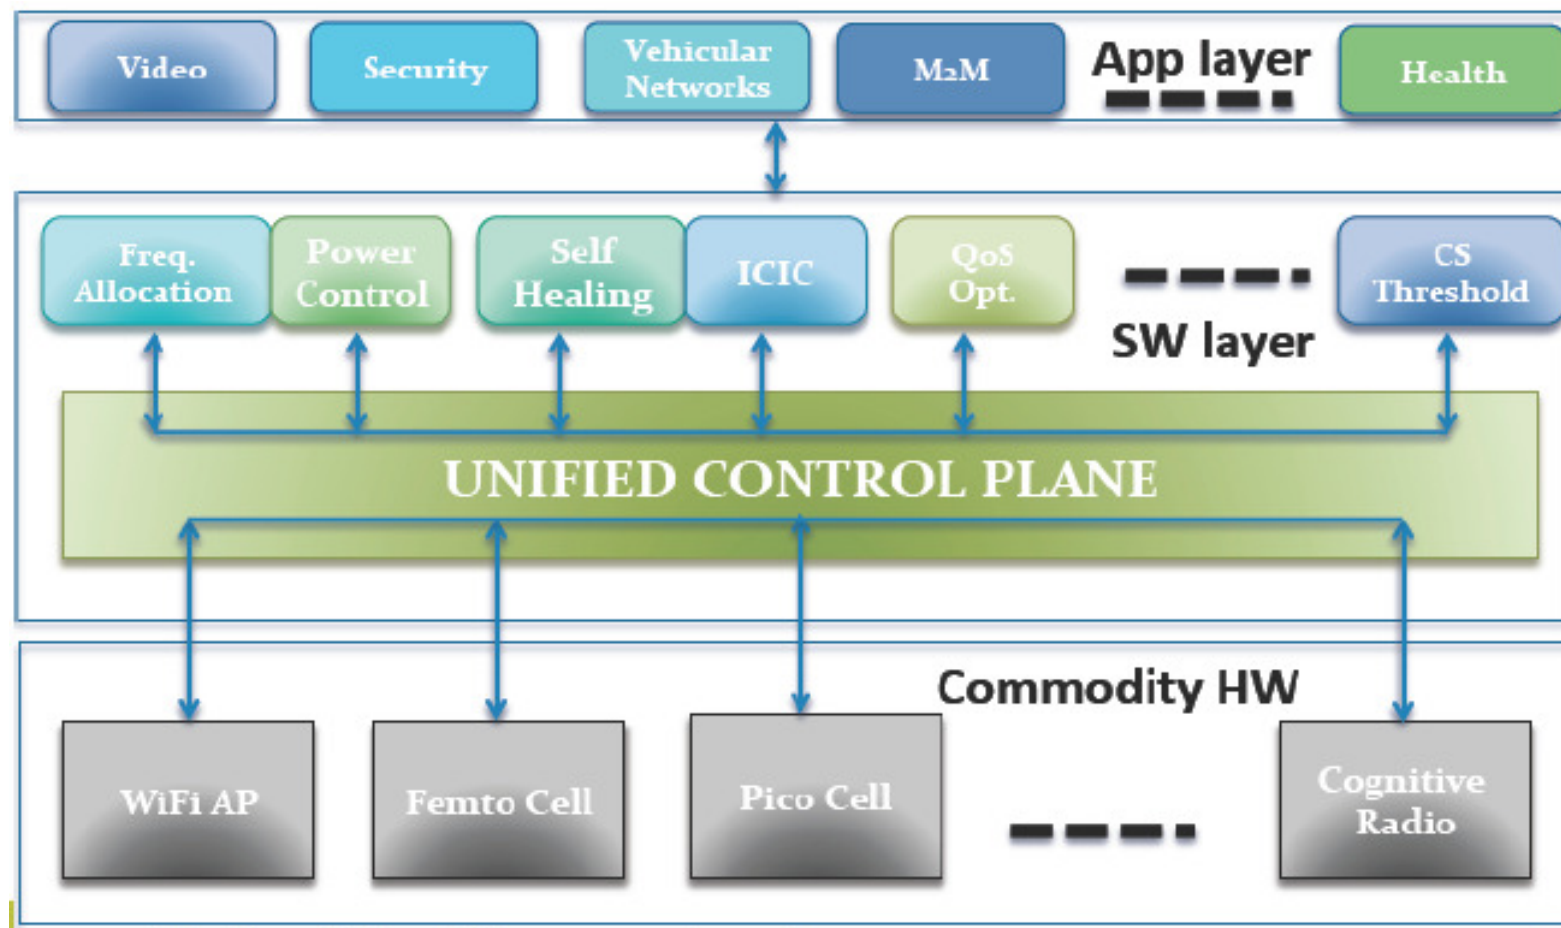 Video
Security
Vehicular
Networks
M2M
App layer
Health
Freq.
Allocation
Power
Control
Self
Healing
ICIC
QoS
Opt.
SW layer
CS
Threshold
UNIFIED CONTROL PLANE
Commodity HW
WiFi AP
Femto Cell
Pico Cell
Cognitive
Radio